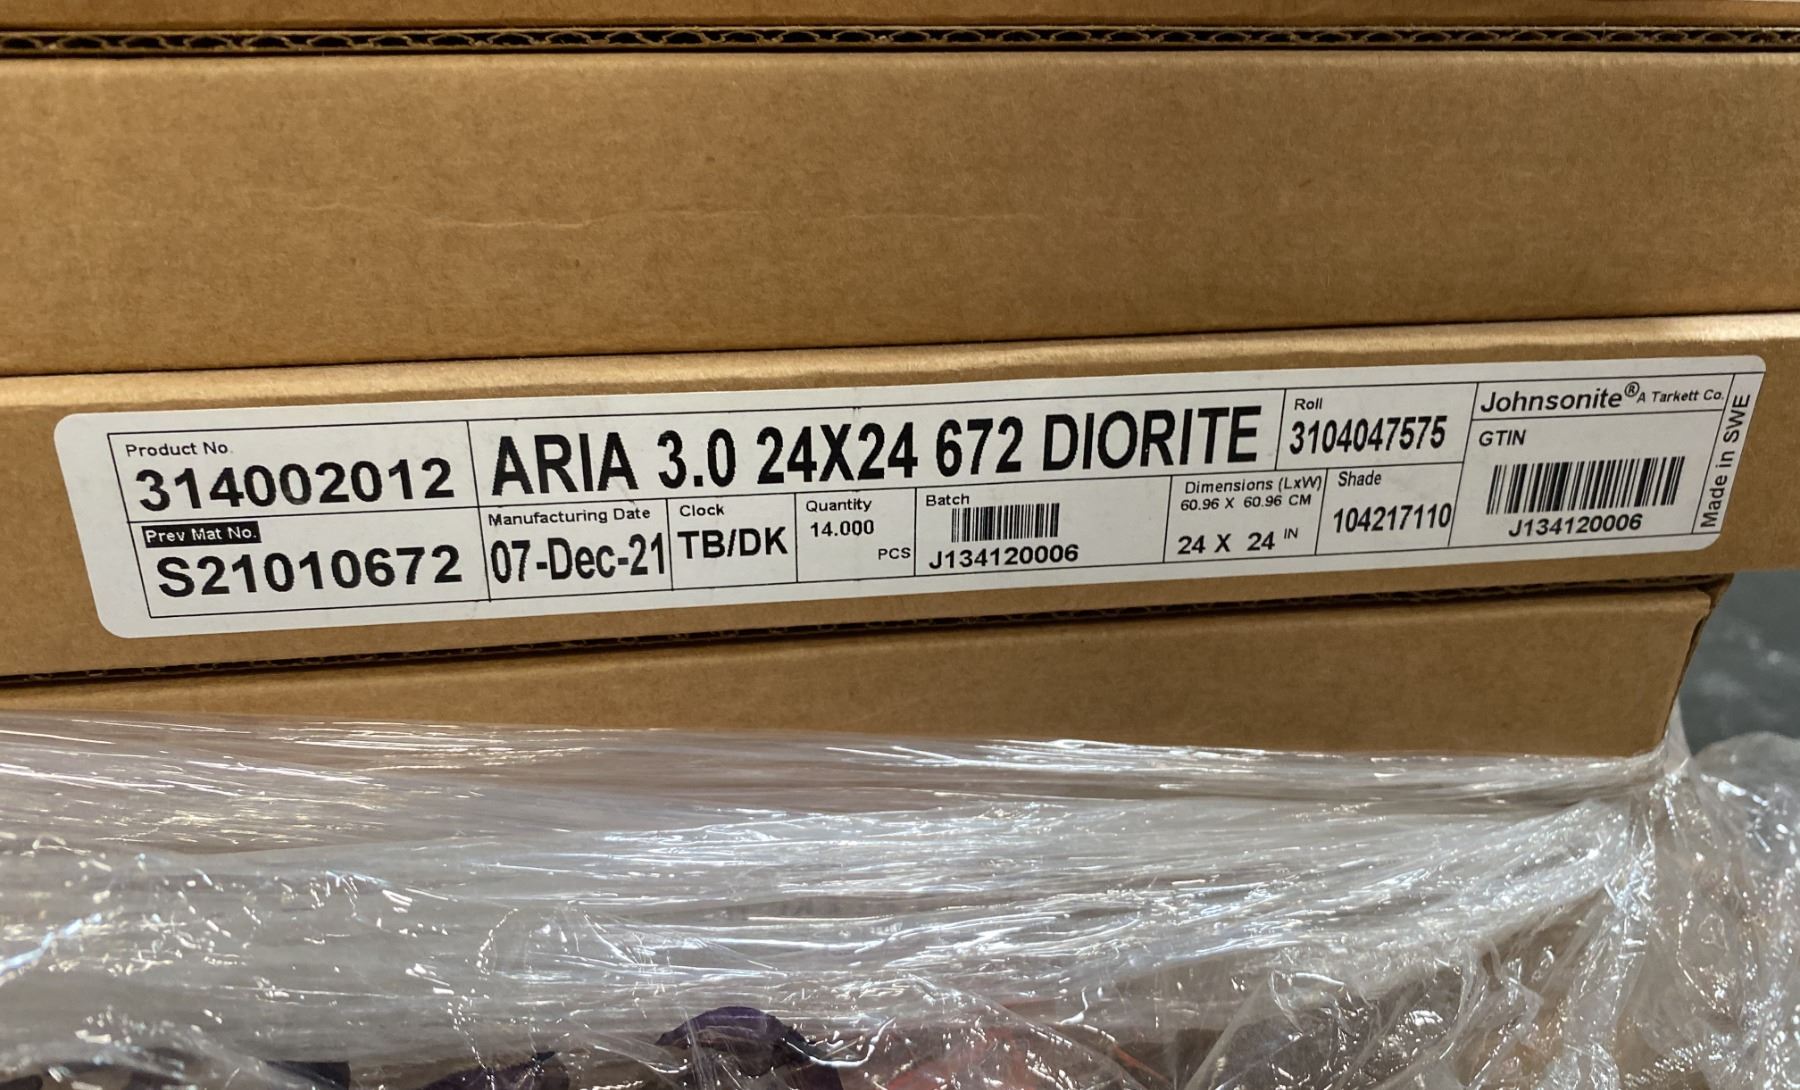 Product No.
314002012
ARIA 3.0 24X24 672 DIORITE
Roll
3104047575
Johnsonite® A Tarkett Co.
GTIN
J134120006
Made in SWE
Prev Mat No.
S21010672
Manufacturing Date
07-Dec-21
Clock
TB/DK
Quantity
14.000
PCS
Batch
J134120006
Dimensions (LxW)
60.96 X 60.96 CM
24 X 24 IN
Shade
104217110